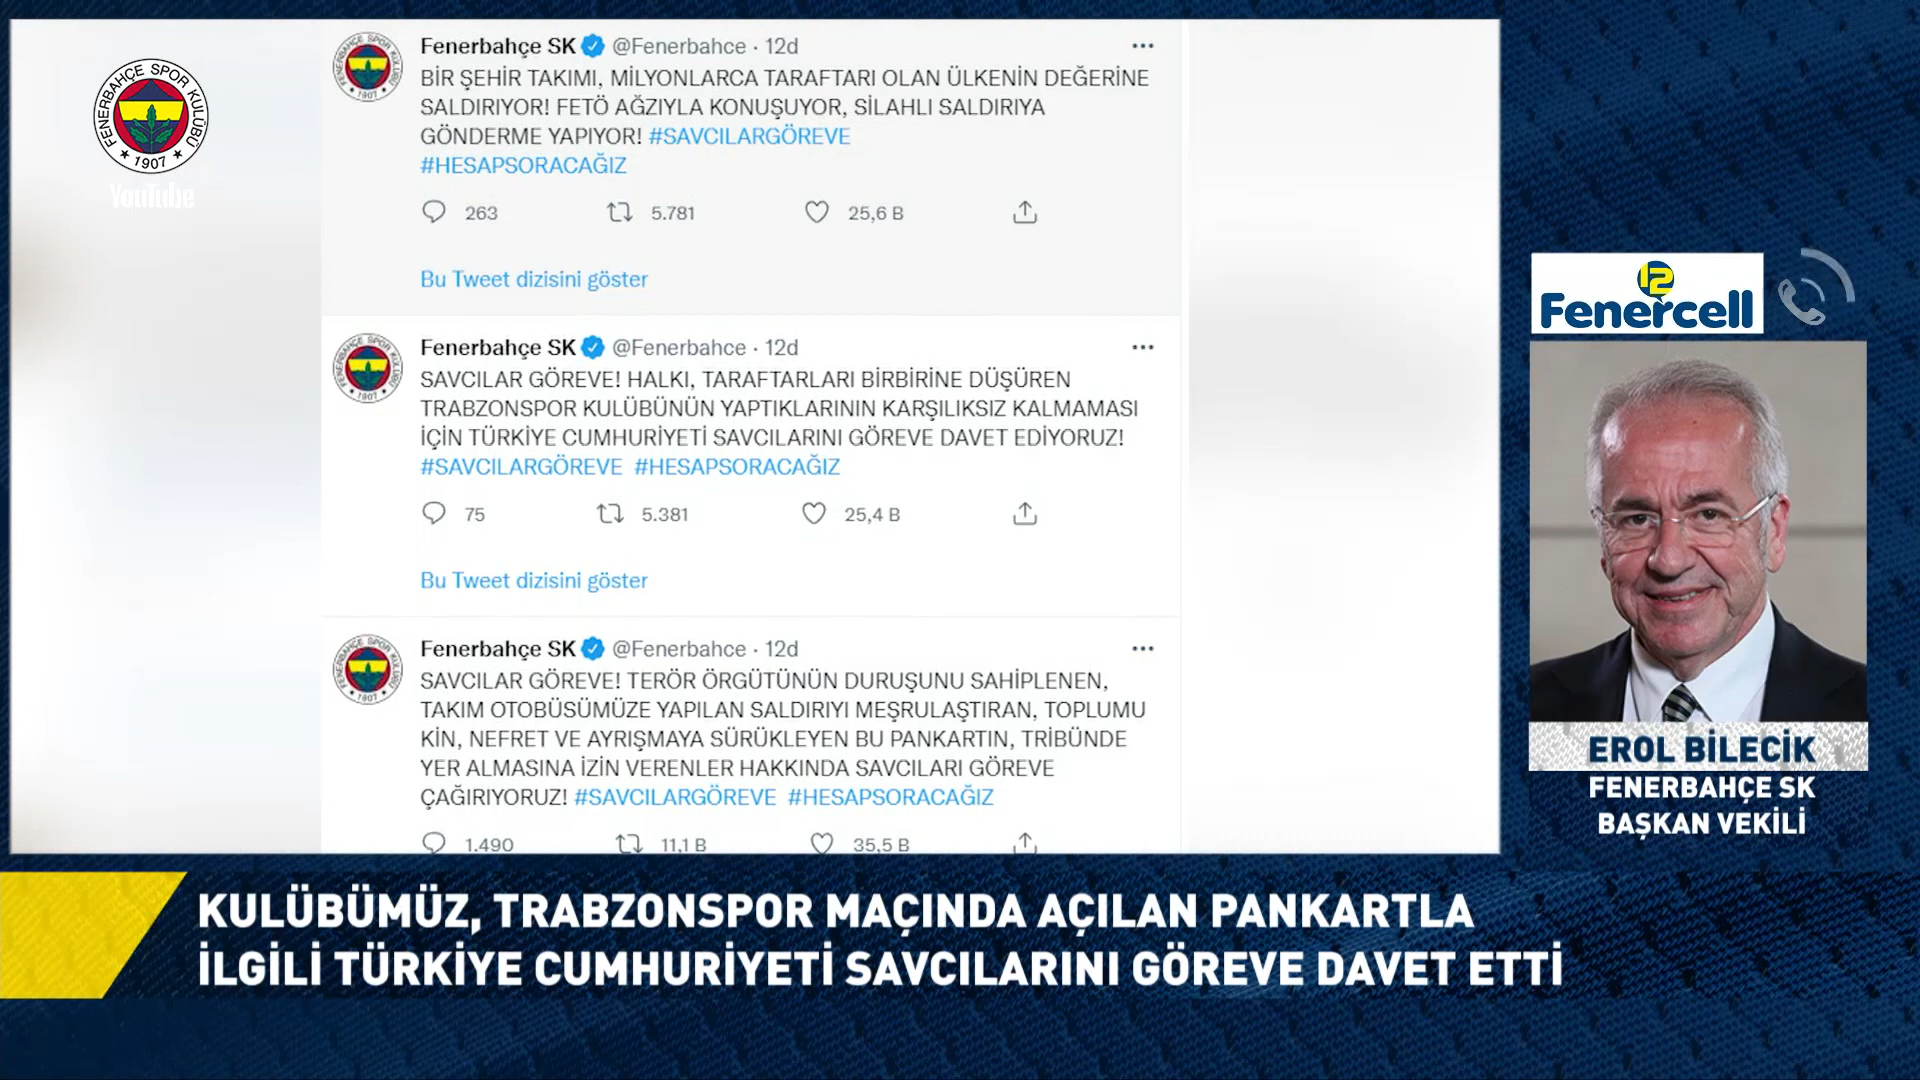 FENERBAHÇE SPOR KULÜBÜ
★ 1907 ★
YouTube
Fenerbahçe SK @Fenerbahce · 12d
BİR ŞEHİR TAKIMI, MİLYONLARCA TARAFTARI OLAN ÜLKENİN DEĞERİNE
SALDIRIYOR! FETÖ AĞZIYLA KONUŞUYOR, SİLAHLI SALDIRIYA
GÖNDERME YAPIYOR! #SAVCILARGÖREVE
#HESAPSORACAĞIZ
263 5.781 25,6 B
Bu Tweet dizisini göster
Fenerbahçe SK @Fenerbahce · 12d
SAVCILAR GÖREVE! HALKI, TARAFTARLARI BİRBİRİNE DÜŞÜREN
TRABZONSPOR KULÜBÜNÜN YAPTIKLARININ KARŞILIKSIZ KALMAMASI
İÇİN TÜRKİYE CUMHURİYETİ SAVCILARINI GÖREVE DAVET EDİYORUZ!
#SAVCILARGÖREVE #HESAPSORACAĞIZ
75 5.381 25,4 B
Bu Tweet dizisini göster
Fenerbahçe SK @Fenerbahce · 12d
SAVCILAR GÖREVE! TERÖR ÖRGÜTÜNÜN DURUŞUNU SAHİPLENEN,
TAKIM OTOBÜSÜMÜZE YAPILAN SALDIRIYI MEŞRULAŞTIRAN, TOPLUMU
KİN, NEFRET VE AYRIŞMAYA SÜRÜKLEYEN BU PANKARTIN, TRİBÜNDE
YER ALMASINA İZİN VERENLER HAKKINDA SAVCILARI GÖREVE
ÇAĞIRIYORUZ! #SAVCILARGÖREVE #HESAPSORACAĞIZ
1.490 11,1 B 35,5 B
12
Fenercell
EROL BİLECİK
FENERBAHÇE SK
BAŞKAN VEKİLİ
KULÜBÜMÜZ, TRABZONSPOR MAÇINDA AÇILAN PANKARTLA
İLGİLİ TÜRKİYE CUMHURİYETİ SAVCILARINI GÖREVE DAVET ETTİ